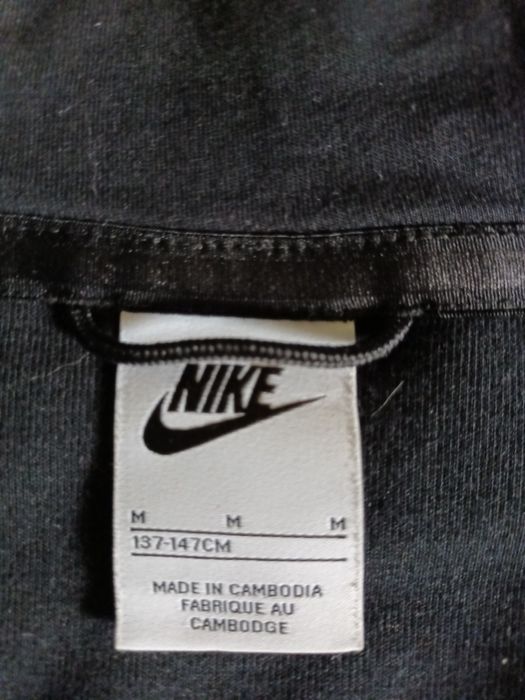 NIKE
M M M
137-147CM
MADE IN CAMBODIA
FABRIQUE AU
CAMBODGE